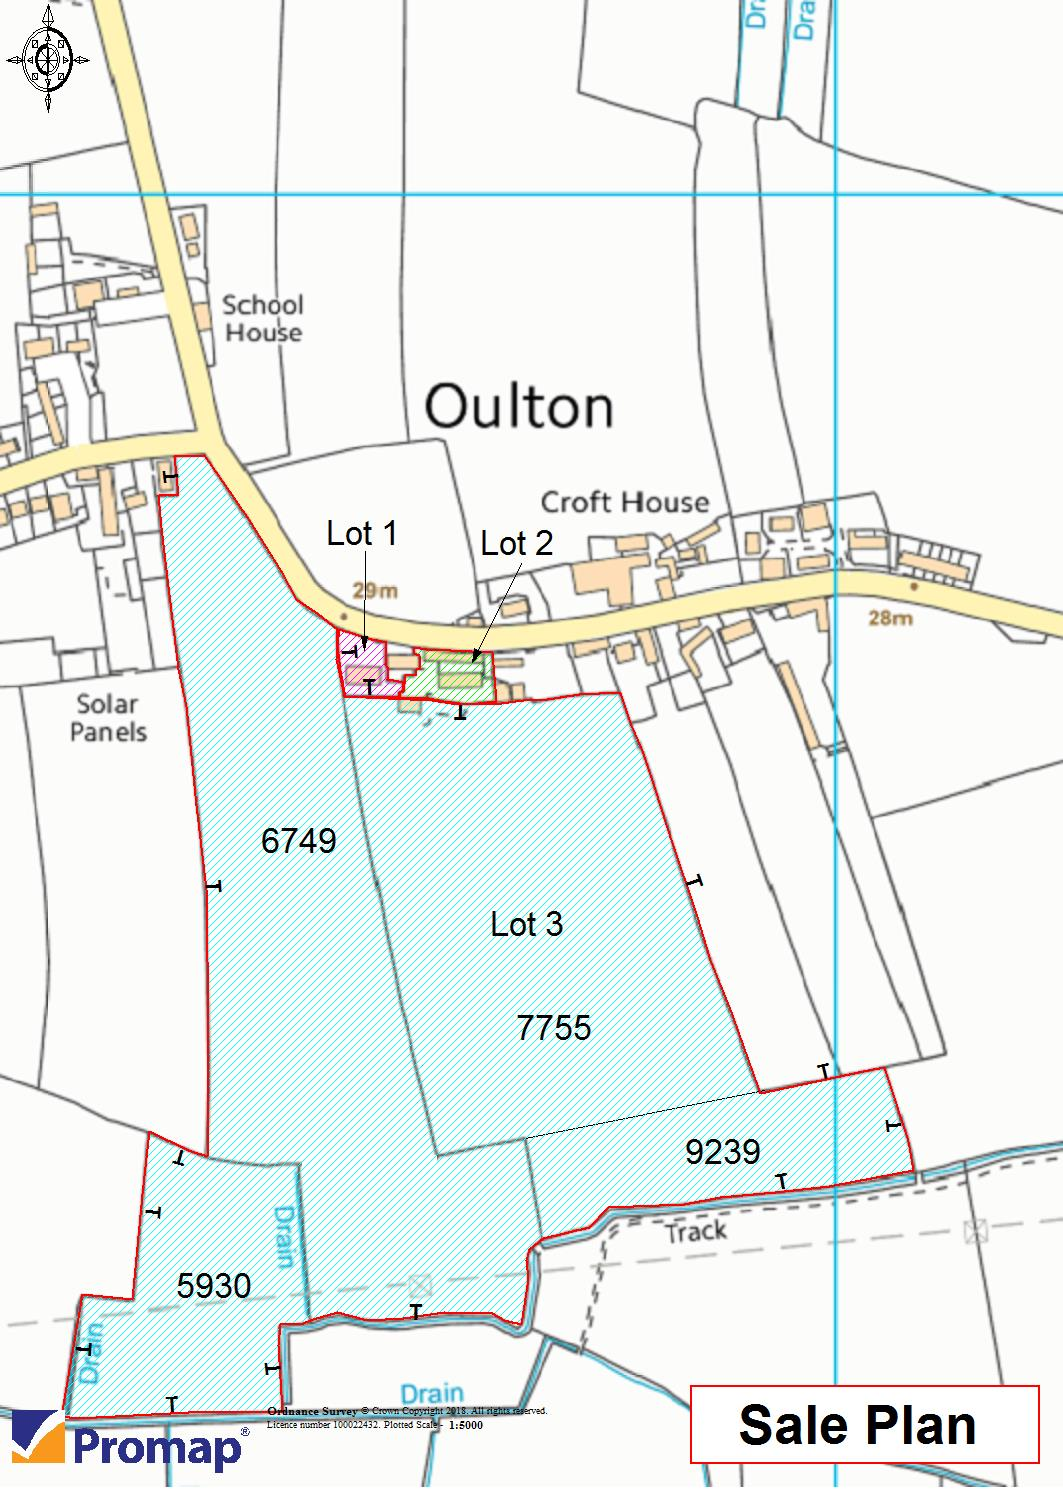 Dr
Dra
School
House
Oulton
Croft House
Lot 1
Lot 2
29m
28m
Solar
Panels
6749
Lot 3
7755
9239
Drain
Track
5930
Drain
Drain
Ordnance Survey © Crown Copyright 2018. All rights reserved.
Licence number 100022432. Plotted Scale - 1:5000
Promap®
Sale Plan